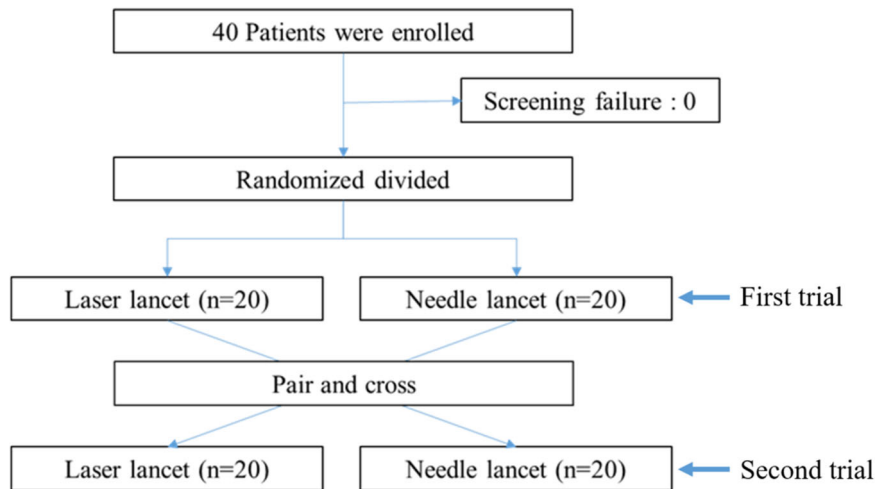 40 Patients were enrolled
Screening failure : 0
Randomized divided
Laser lancet (n=20)
Needle lancet (n=20)
First trial
Pair and cross
Laser lancet (n=20)
Needle lancet (n=20)
Second trial